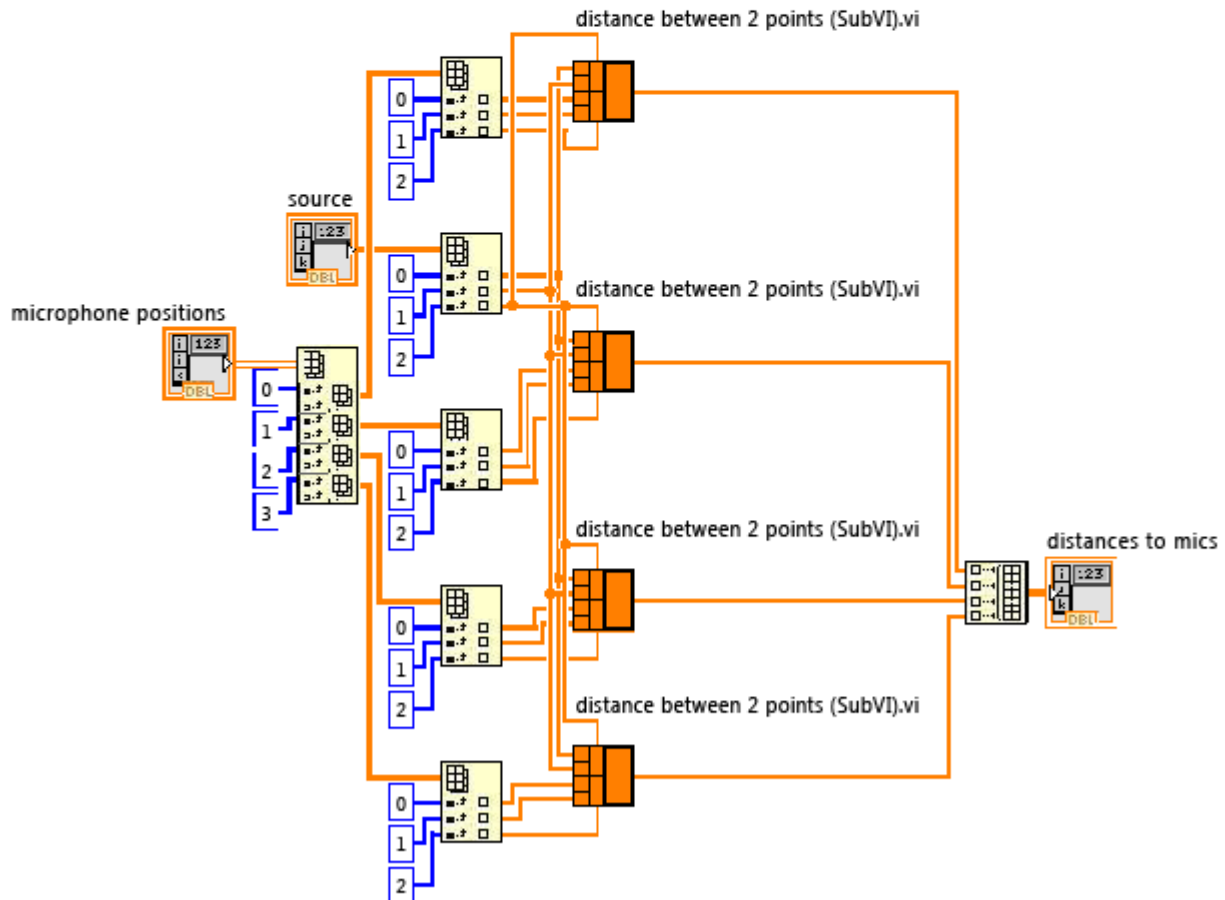 distance between 2 points (SubVI).vi
0
1
2
source
i 123
j
k
DBL
0
1
2
distance between 2 points (SubVI).vi
microphone positions
i 123
i
k
DBL
0
1
2
3
0
1
2
distance between 2 points (SubVI).vi
distances to mics
i 123
k
DBL
0
1
2
distance between 2 points (SubVI).vi
0
1
2